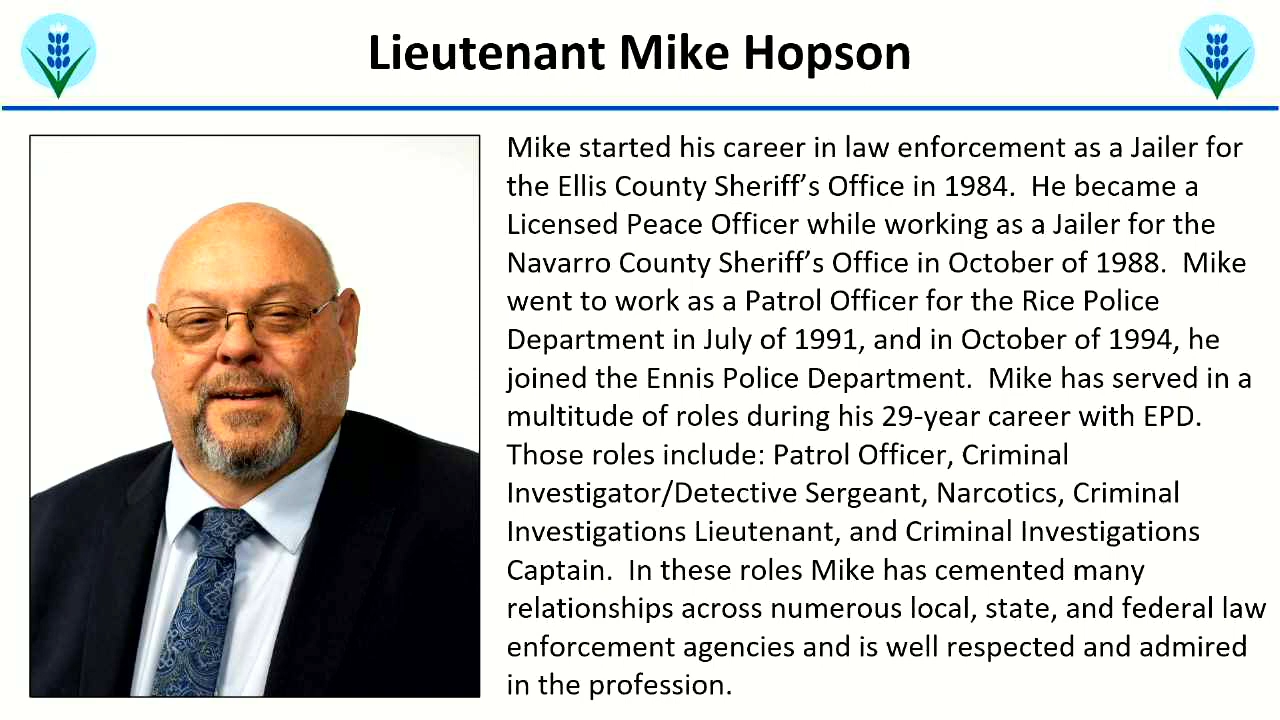 Lieutenant Mike Hopson
Mike started his career in law enforcement as a Jailer for
the Ellis County Sheriff’s Office in 1984.  He became a
Licensed Peace Officer while working as a Jailer for the
Navarro County Sheriff’s Office in October of 1988.  Mike
went to work as a Patrol Officer for the Rice Police
Department in July of 1991, and in October of 1994, he
joined the Ennis Police Department.  Mike has served in a
multitude of roles during his 29-year career with EPD.
Those roles include: Patrol Officer, Criminal
Investigator/Detective Sergeant, Narcotics, Criminal
Investigations Lieutenant, and Criminal Investigations
Captain.  In these roles Mike has cemented many
relationships across numerous local, state, and federal law
enforcement agencies and is well respected and admired
in the profession.